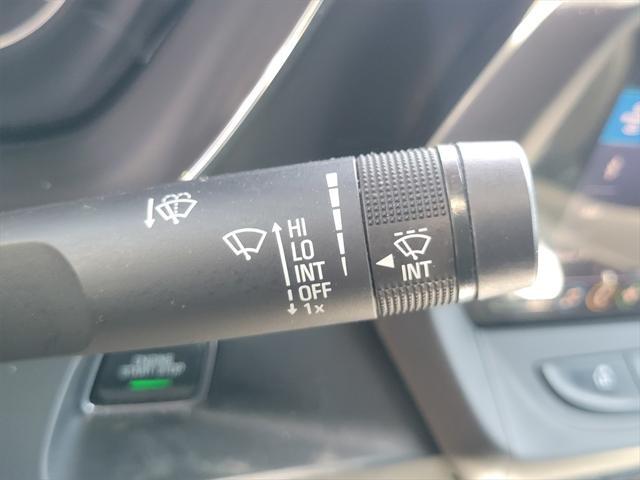 HI
LO
INT
OFF
1x
INT
ENGINE
START STOP